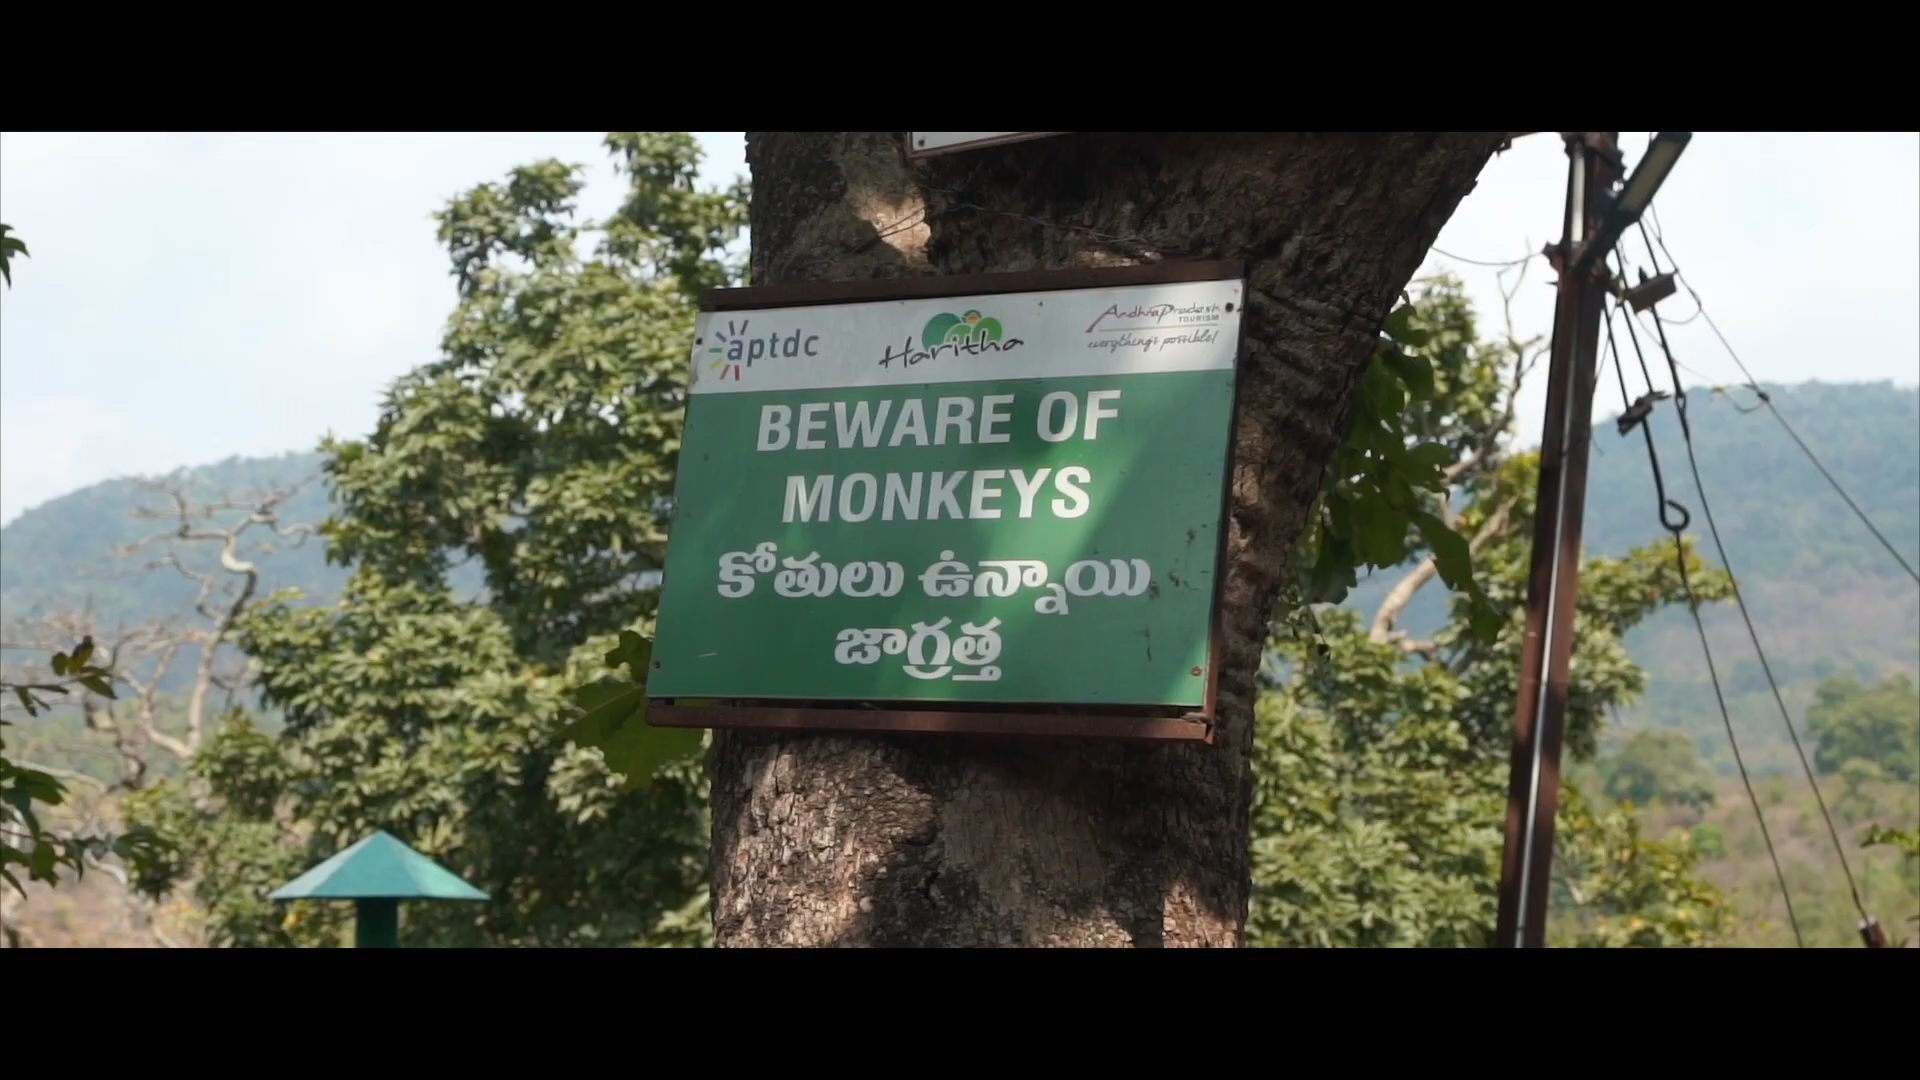 aptdc
Haritha
Andhra Pradesh
TOURISM
everything's possible!
BEWARE OF
MONKEYS
కోతులు ఉన్నాయి
జాగ్రత్త